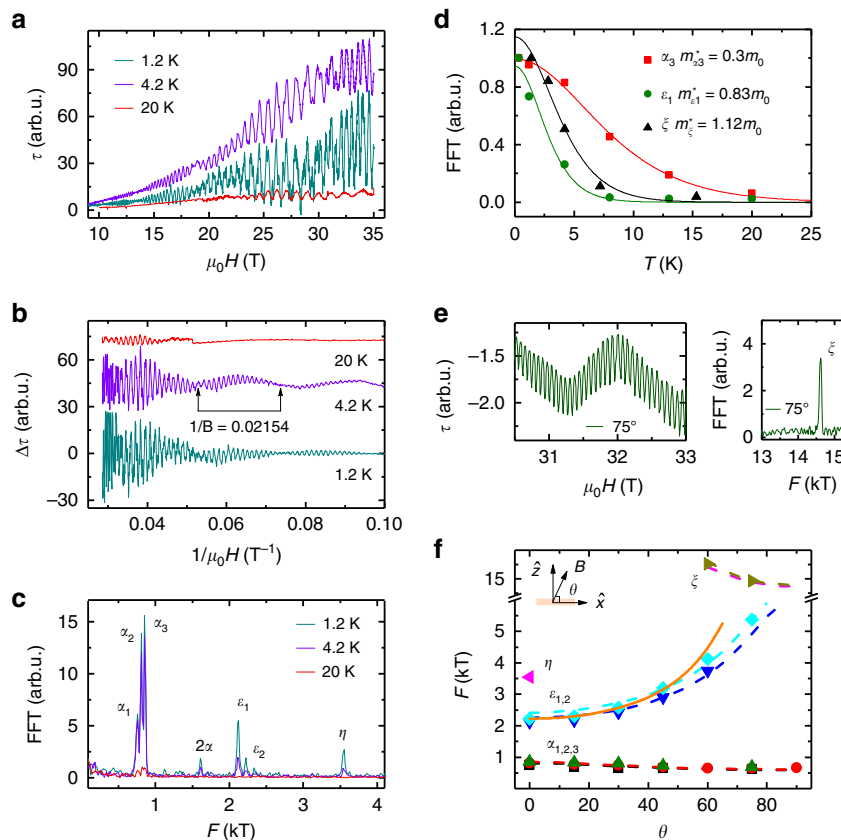 a
1.2 K
4.2 K
20 K
τ (arb.u.)
90
60
30
0
10 15 20 25 30 35
μ₀H (T)
b
Δτ (arb.u.)
60
30
0
–30
20 K
4.2 K
1/B = 0.02154
1.2 K
0.04 0.06 0.08 0.10
1/μ₀H (T⁻¹)
c
FFT (arb.u.)
15
10
5
0
α₃
α₂
α₁
2α
ε₁
ε₂
η
1.2 K
4.2 K
20 K
1 2 3 4
F (kT)
d
FFT (arb.u.)
1.2
0.8
0.4
0.0
α₃ m*α3 = 0.3m₀
ε₁ m*ε1 = 0.83m₀
ξ m*ξ = 1.12m₀
0 5 10 15 20 25
T (K)
e
τ (arb.u.)
–1.5
–2.0
75°
31 32 33
μ₀H (T)
FFT (arb.u.)
4
2
0
ξ
75°
13 14 15
F (kT)
f
F (kT)
15
5
4
3
2
1
ẑ
B
θ
x̂
ξ
η
ε₁,₂
α₁,₂,₃
0 30 60 90
θ